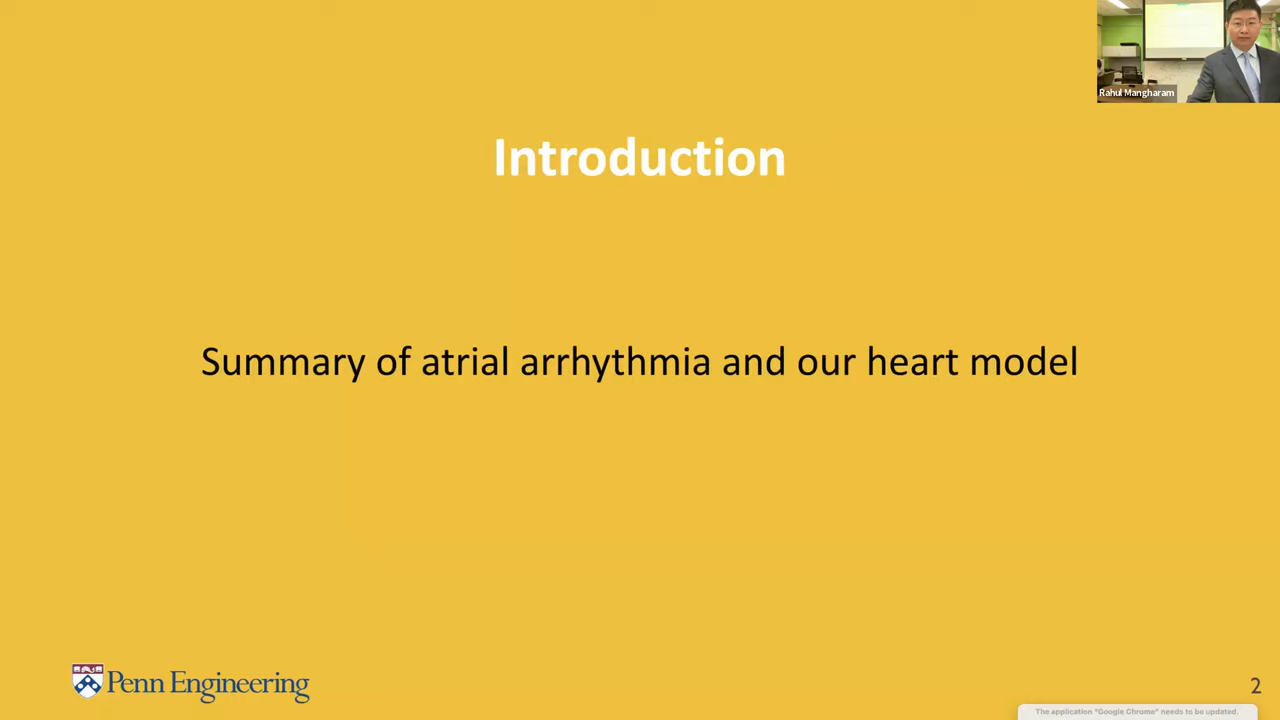 Rahul Mangharam
Introduction
Summary of atrial arrhythmia and our heart model
Penn Engineering
2
The application "Google Chrome" needs to be updated.